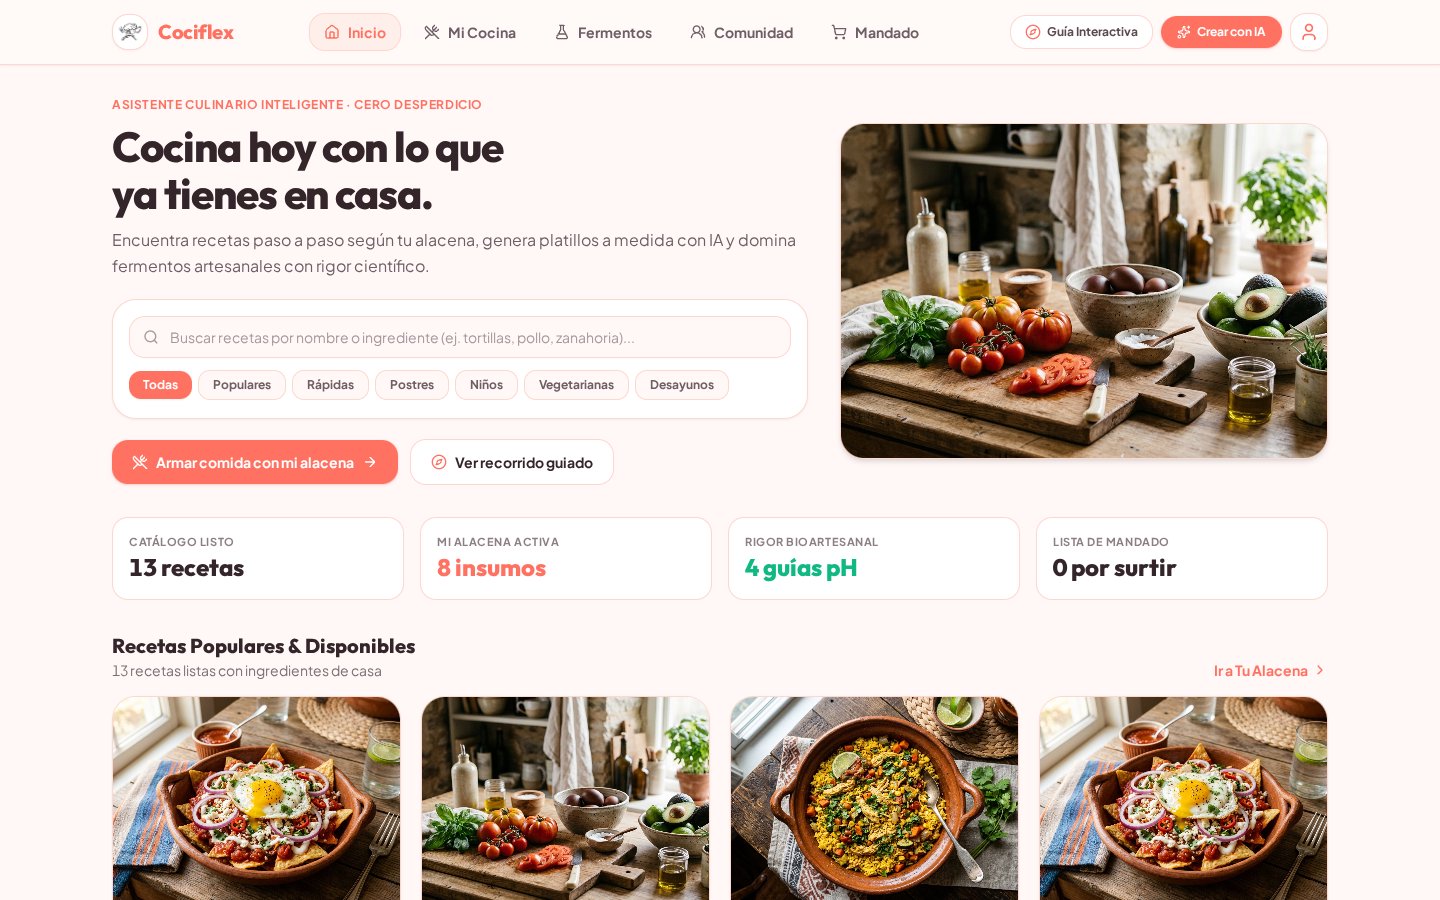 Cociflex
Inicio
Mi Cocina
Fermentos
Comunidad
Mandado
Guía Interactiva
Crear con IA
ASISTENTE CULINARIO INTELIGENTE · CERO DESPERDICIO
Cocina hoy con lo que
ya tienes en casa.
Encuentra recetas paso a paso según tu alacena, genera platillos a medida con IA y domina
fermentos artesanales con rigor científico.
Buscar recetas por nombre o ingrediente (ej. tortillas, pollo, zanahoria)...
Todas
Populares
Rápidas
Postres
Niños
Vegetarianas
Desayunos
Armar comida con mi alacena
Ver recorrido guiado
CATÁLOGO LISTO
13 recetas
MI ALACENA ACTIVA
8 insumos
RIGOR BIOARTESANAL
4 guías pH
LISTA DE MANDADO
0 por surtir
Recetas Populares & Disponibles
13 recetas listas con ingredientes de casa
Ir a Tu Alacena